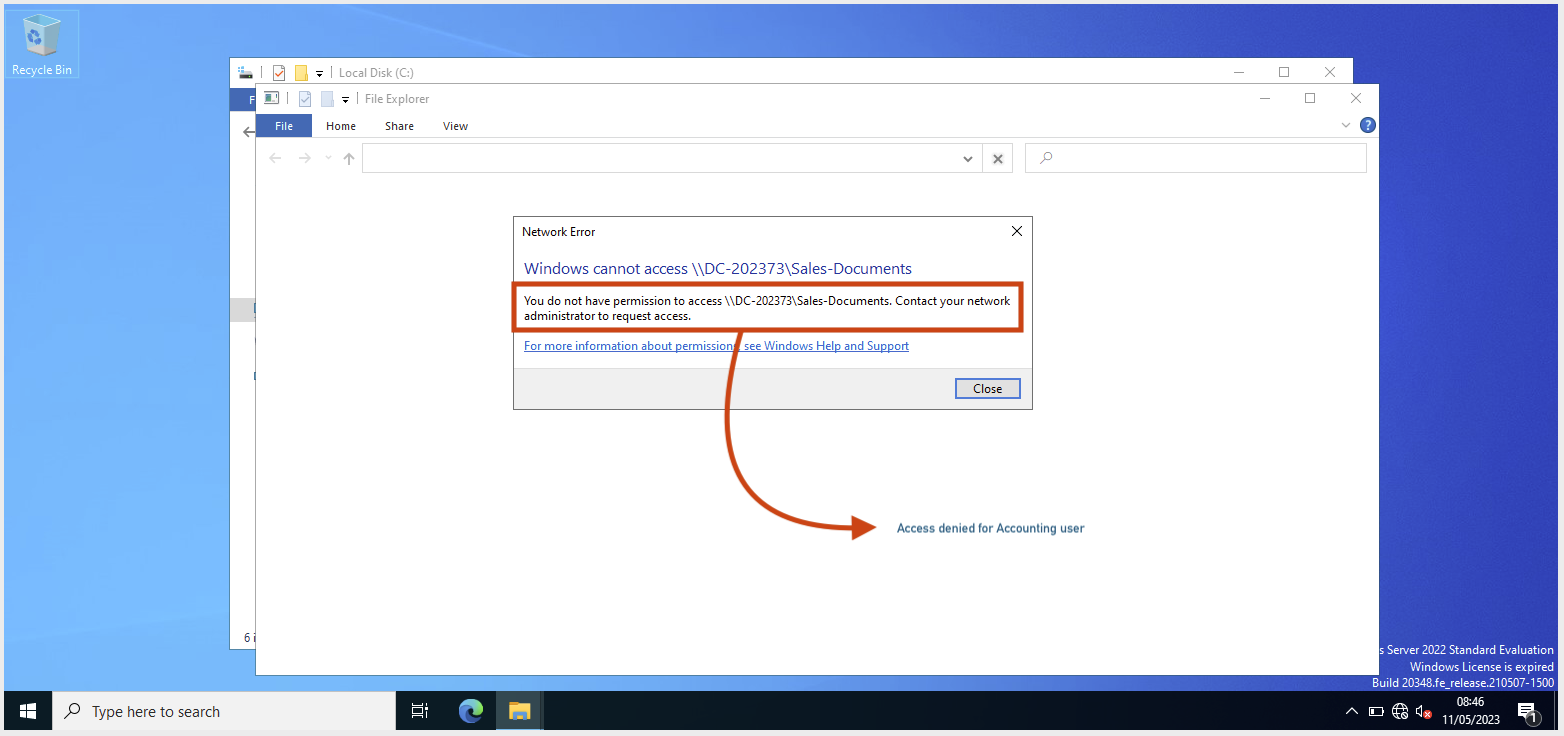 Recycle Bin
Local Disk (C:)
F
File Explorer
File
Home
Share
View
?
Network Error
Windows cannot access \\DC-202373\Sales-Documents
You do not have permission to access \\DC-202373\Sales-Documents. Contact your network
administrator to request access.
For more information about permissions, see Windows Help and Support
Close
Access denied for Accounting user
6 i
s Server 2022 Standard Evaluation
Windows License is expired
Build 20348.fe_release.210507-1500
Type here to search
08:46
11/05/2023
1